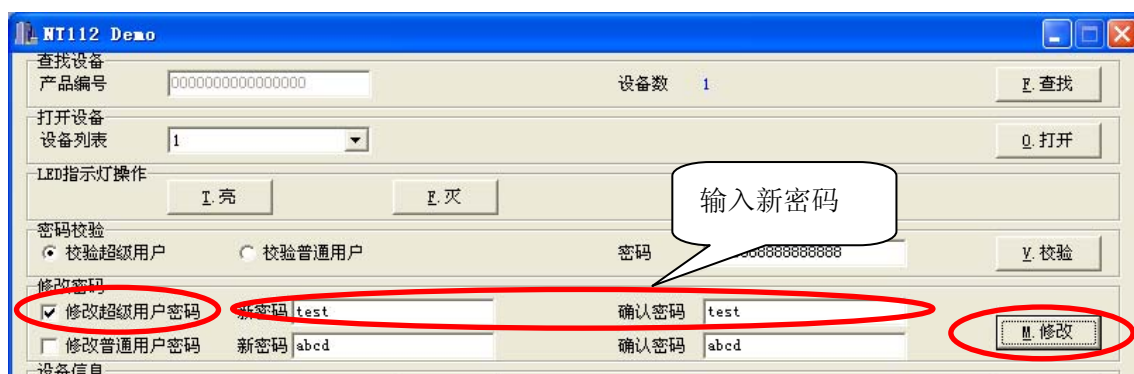 NT112 Demo
查找设备
产品编号 0000000000000000 设备数 1 F.查找
打开设备
设备列表 1 O.打开
LED指示灯操作
T.亮 F.灭
输入新密码
密码校验
校验超级用户 校验普通用户 密码 888888888888 V.校验
修改密码
修改超级用户密码 新密码 test 确认密码 test
M.修改
修改普通用户密码 新密码 abcd 确认密码 abcd
设备信息